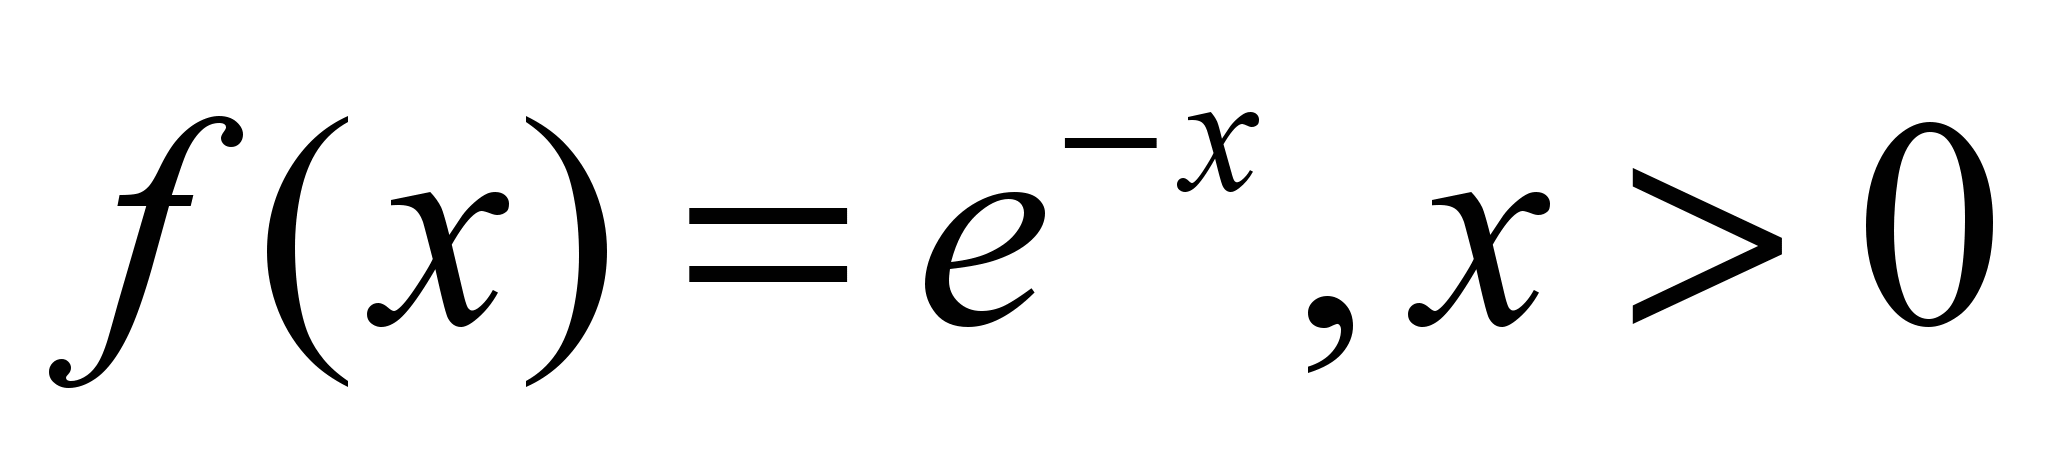 f(x) = e^{-x}, x > 0